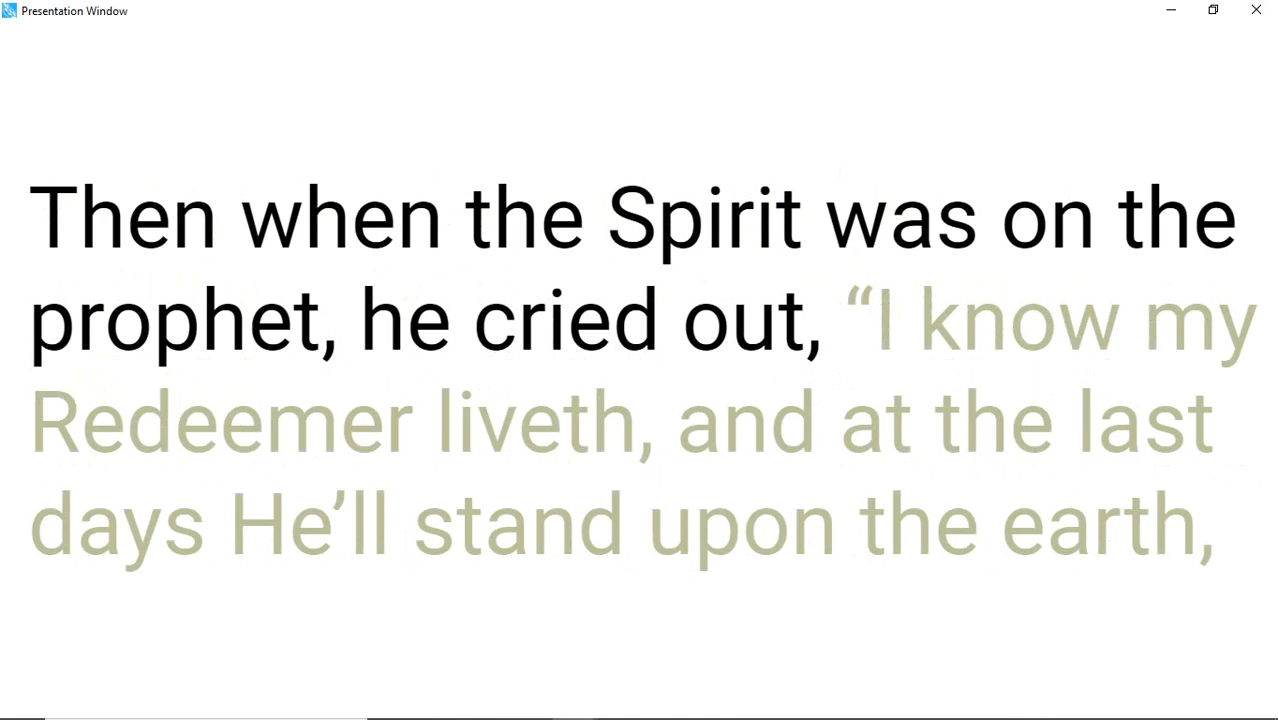 Presentation Window
Then when the Spirit was on the
prophet, he cried out, “I know my
Redeemer liveth, and at the last
days He’ll stand upon the earth,